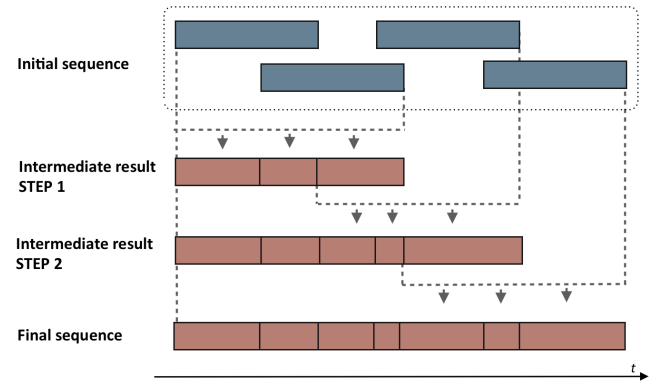 Initial sequence
Intermediate result
STEP 1
Intermediate result
STEP 2
Final sequence
t